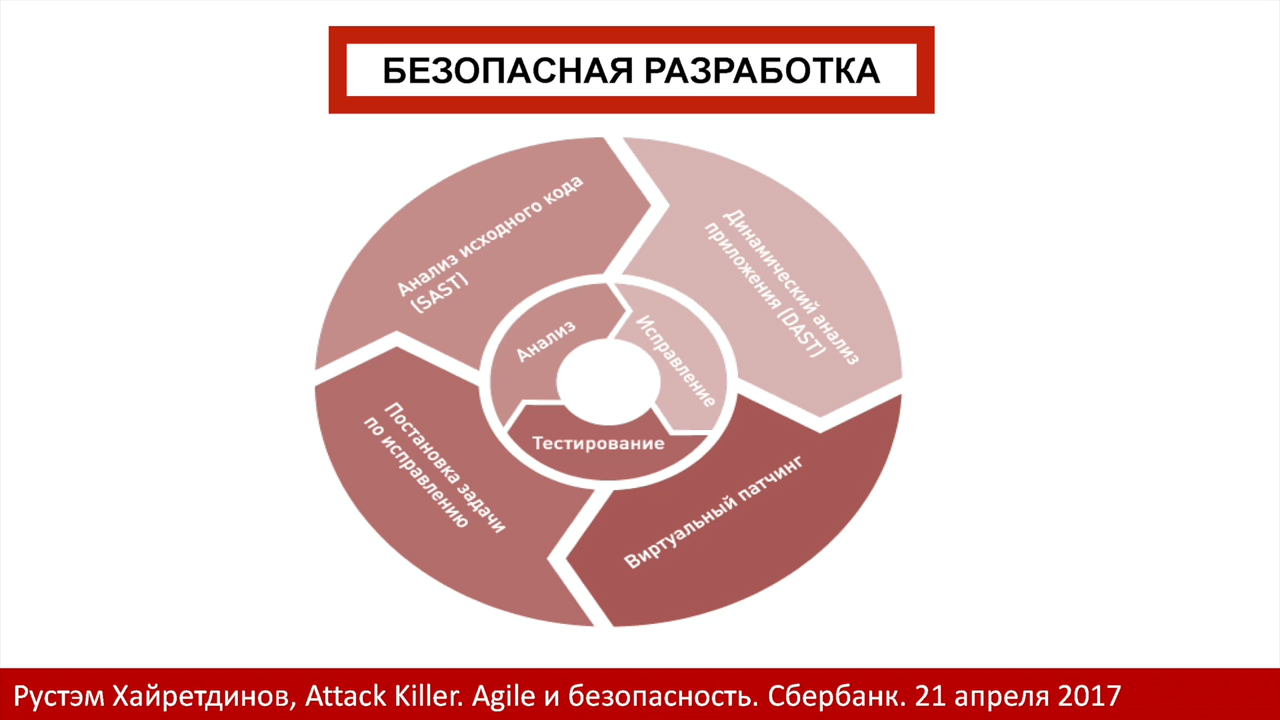 БЕЗОПАСНАЯ РАЗРАБОТКА
Анализ исходного кода
(SAST)
Динамический анализ
приложения (DAST)
Анализ
Исправление
Тестирование
Постановка задачи
по исправлению
Виртуальный патчинг
Рустэм Хайретдинов, Attack Killer. Agile и безопасность. Сбербанк. 21 апреля 2017